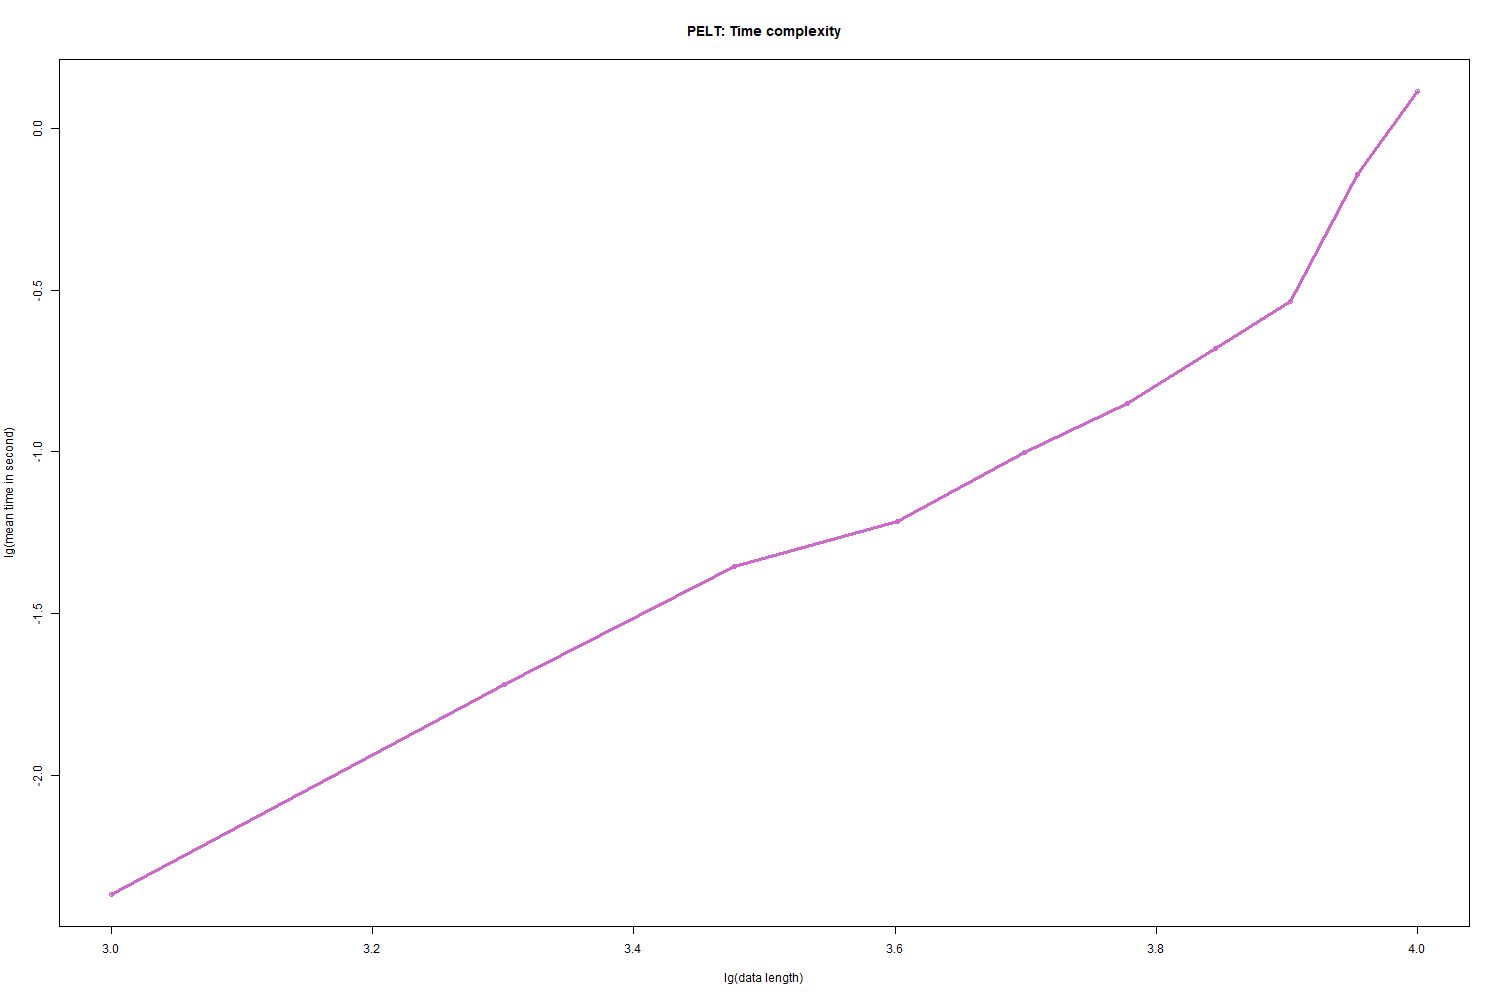 PELT: Time complexity
lg(mean time in second)
0.0
-0.5
-1.0
-1.5
-2.0
3.0 3.2 3.4 3.6 3.8 4.0
lg(data length)